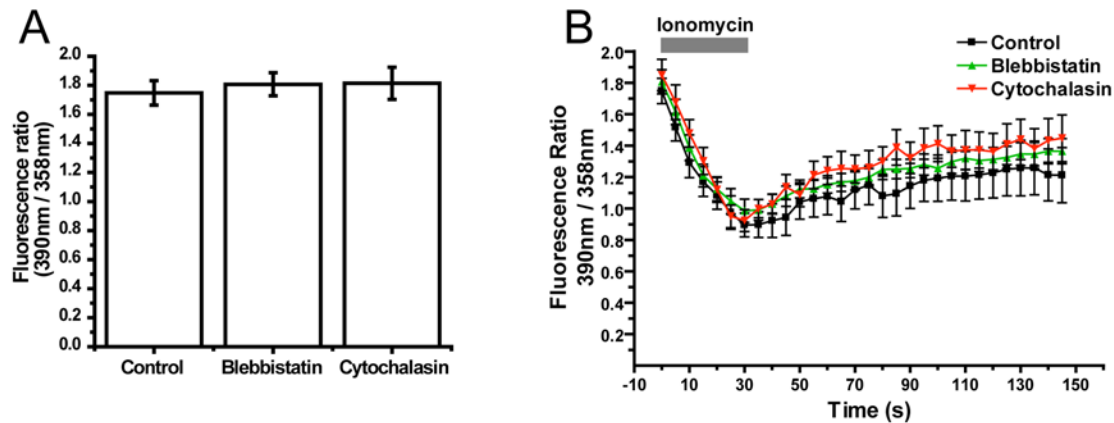 A
Fluorescence ratio
(390nm / 358nm)
2.0
1.8
1.6
1.4
1.2
1.0
0.8
0.6
0.4
0.2
0.0
Control Blebbistatin Cytochalasin
B
Ionomycin
Control
Blebbistatin
Cytochalasin
Fluorescence Ratio
390nm / 358nm
2.0
1.8
1.6
1.4
1.2
1.0
0.8
0.6
0.4
0.2
-10 10 30 50 70 90 110 130 150
Time (s)